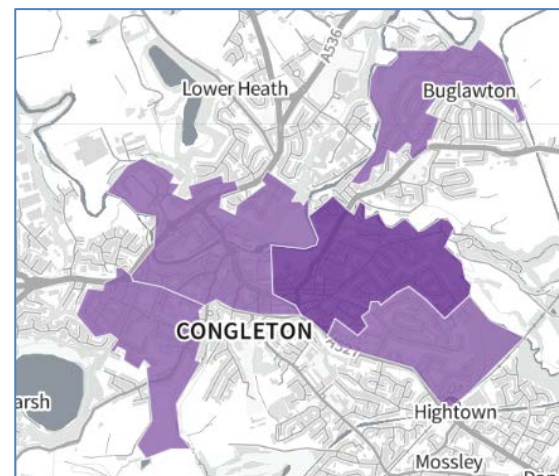 A536
Lower Heath
Buglawton
CONGLETON
A527
arsh
Hightown
Mossley